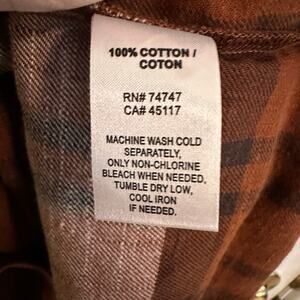 100% COTTON /
COTON
RN# 74747
CA# 45117
MACHINE WASH COLD
SEPARATELY,
ONLY NON-CHLORINE
BLEACH WHEN NEEDED.
TUMBLE DRY LOW,
COOL IRON
IF NEEDED.